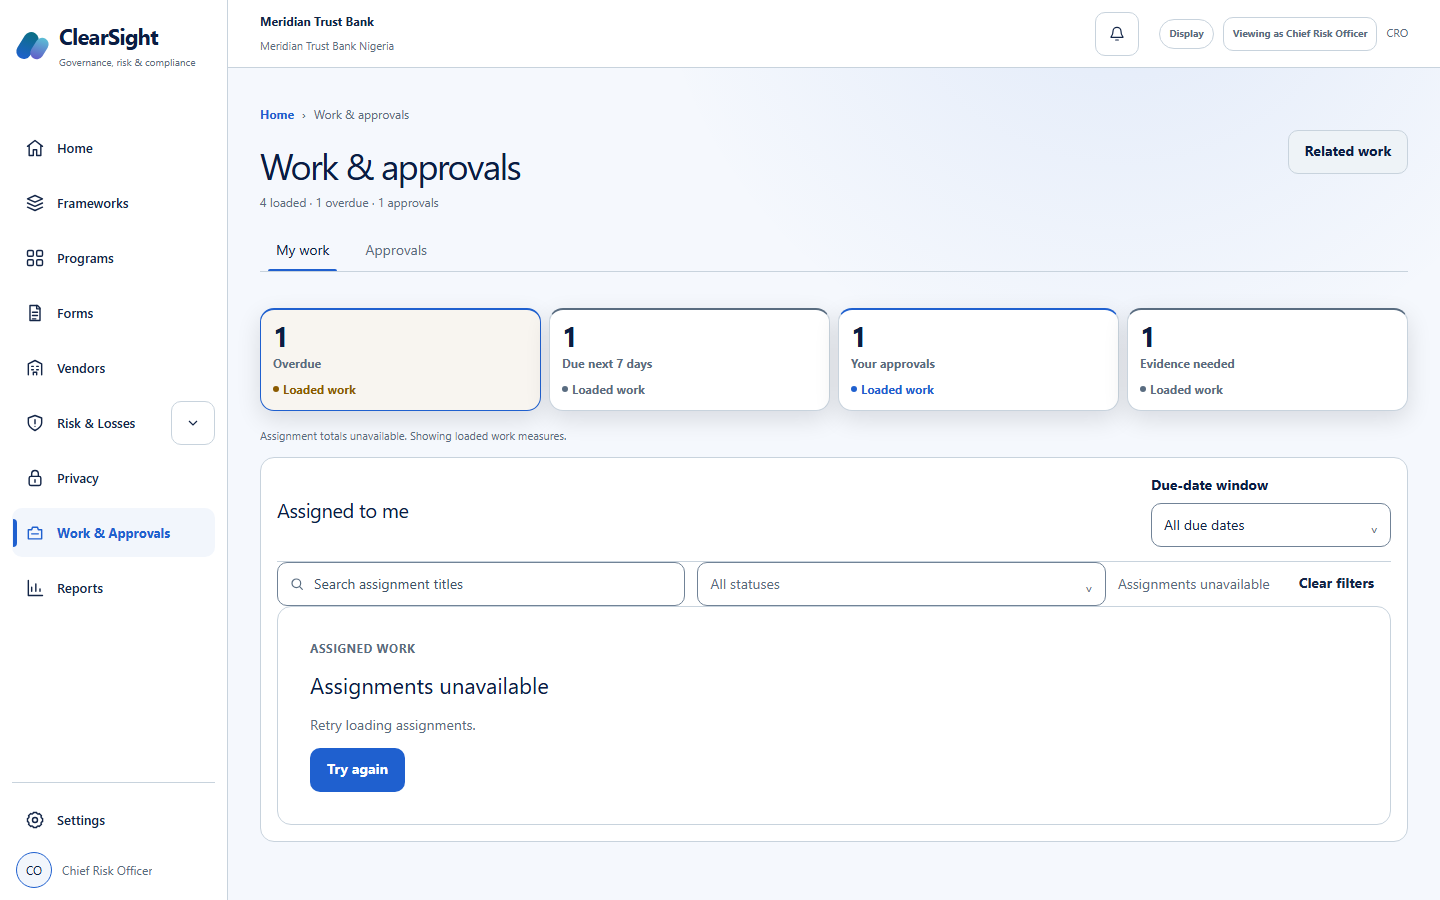 ClearSight
Governance, risk & compliance
Meridian Trust Bank
Meridian Trust Bank Nigeria
Display
Viewing as Chief Risk Officer
CRO
Home
Frameworks
Programs
Forms
Vendors
Risk & Losses
Privacy
Work & Approvals
Reports
Settings
CO
Chief Risk Officer
Home › Work & approvals
Work & approvals
Related work
4 loaded · 1 overdue · 1 approvals
My work
Approvals
1
Overdue
Loaded work
1
Due next 7 days
Loaded work
1
Your approvals
Loaded work
1
Evidence needed
Loaded work
Assignment totals unavailable. Showing loaded work measures.
Assigned to me
Due-date window
All due dates
Search assignment titles
All statuses
Assignments unavailable
Clear filters
ASSIGNED WORK
Assignments unavailable
Retry loading assignments.
Try again